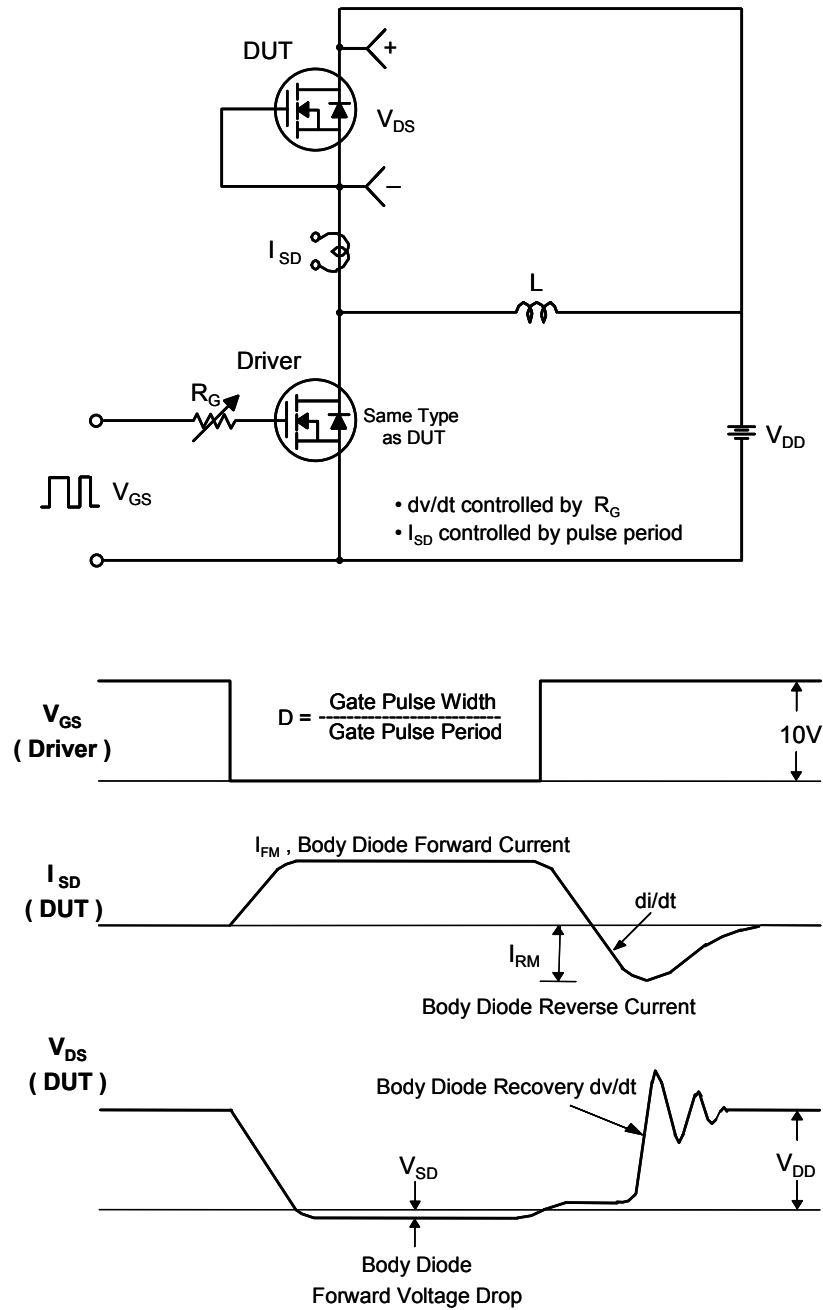 DUT
+
V_DS
−
I_SD
L
Driver
R_G
Same Type
as DUT
V_DD
V_GS
• dv/dt controlled by R_G
• I_SD controlled by pulse period
V_GS
( Driver )
D = Gate Pulse Width
Gate Pulse Period
10V
I_FM , Body Diode Forward Current
I_SD
( DUT )
di/dt
I_RM
Body Diode Reverse Current
V_DS
( DUT )
Body Diode Recovery dv/dt
V_SD
V_DD
Body Diode
Forward Voltage Drop